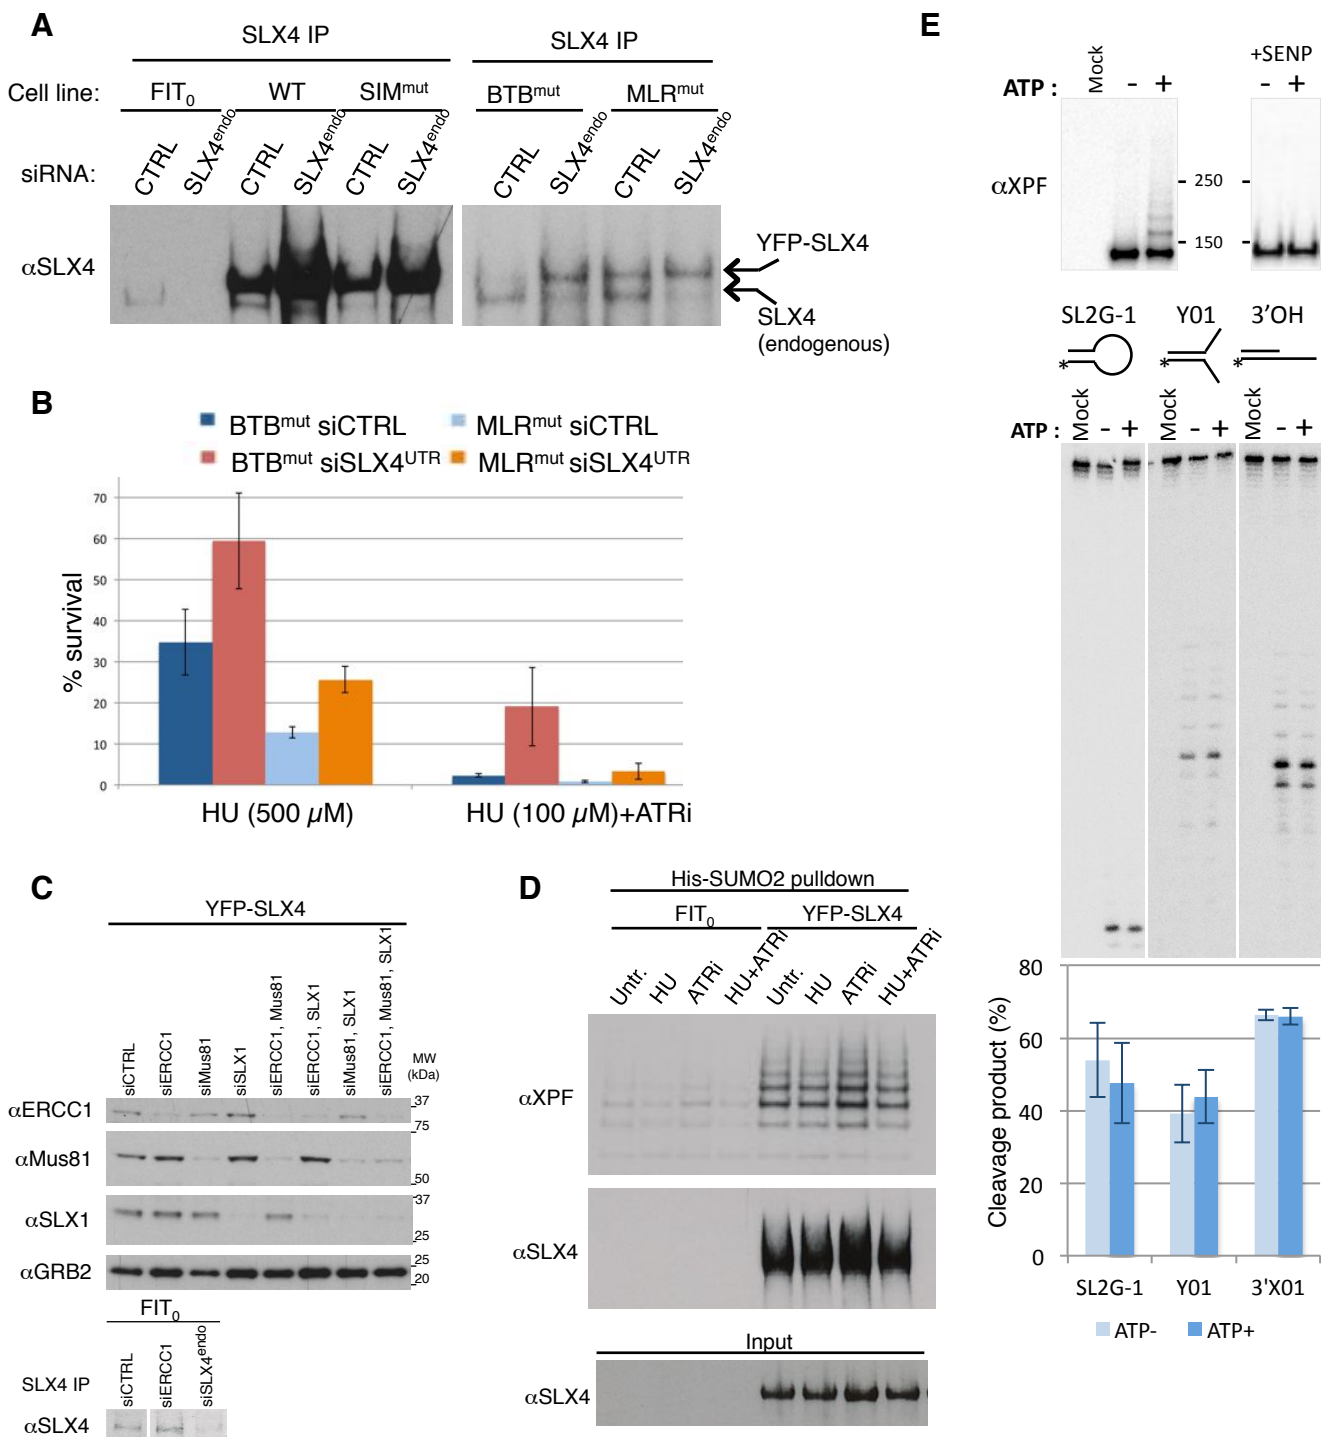 A
SLX4 IP
SLX4 IP
Cell line:
FIT0
WT
SIMmut
BTBmut
MLRmut
siRNA:
CTRL
SLX4endo
CTRL
SLX4endo
CTRL
SLX4endo
CTRL
SLX4endo
CTRL
SLX4endo
αSLX4
YFP-SLX4
SLX4
(endogenous)
B
BTBmut siCTRL
MLRmut siCTRL
BTBmut siSLX4UTR
MLRmut siSLX4UTR
% survival
70
60
50
40
30
20
10
0
HU (500 µM)
HU (100 µM)+ATRi
C
YFP-SLX4
siCTRL
siERCC1
siMus81
siSLX1
siERCC1, Mus81
siERCC1, SLX1
siMus81, SLX1
siERCC1, Mus81, SLX1
MW
(kDa)
αERCC1
37
75
αMus81
50
37
αSLX1
25
25
αGRB2
20
FIT0
SLX4 IP
siCTRL
siERCC1
siSLX4endo
αSLX4
D
His-SUMO2 pulldown
FIT0
YFP-SLX4
Untr.
HU
ATRi
HU+ATRi
Untr.
HU
ATRi
HU+ATRi
αXPF
αSLX4
Input
αSLX4
E
+SENP
ATP :
Mock
-
+
-
+
αXPF
250
150
SL2G-1
Y01
3'OH
*
*
*
ATP :
Mock
-
+
Mock
-
+
Mock
-
+
Cleavage product (%)
80
60
40
20
0
SL2G-1
Y01
3'X01
ATP-
ATP+